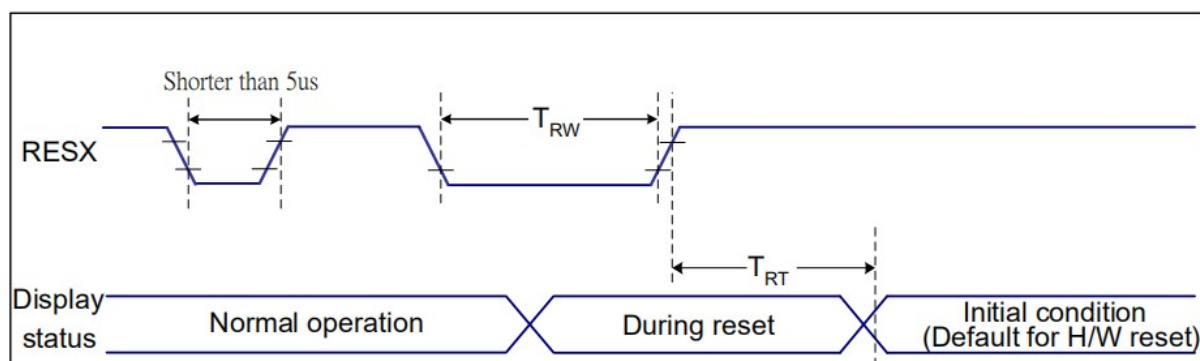 Shorter than 5us
RESX
TRW
TRT
Display
status
Normal operation
During reset
Initial condition
(Default for H/W reset)